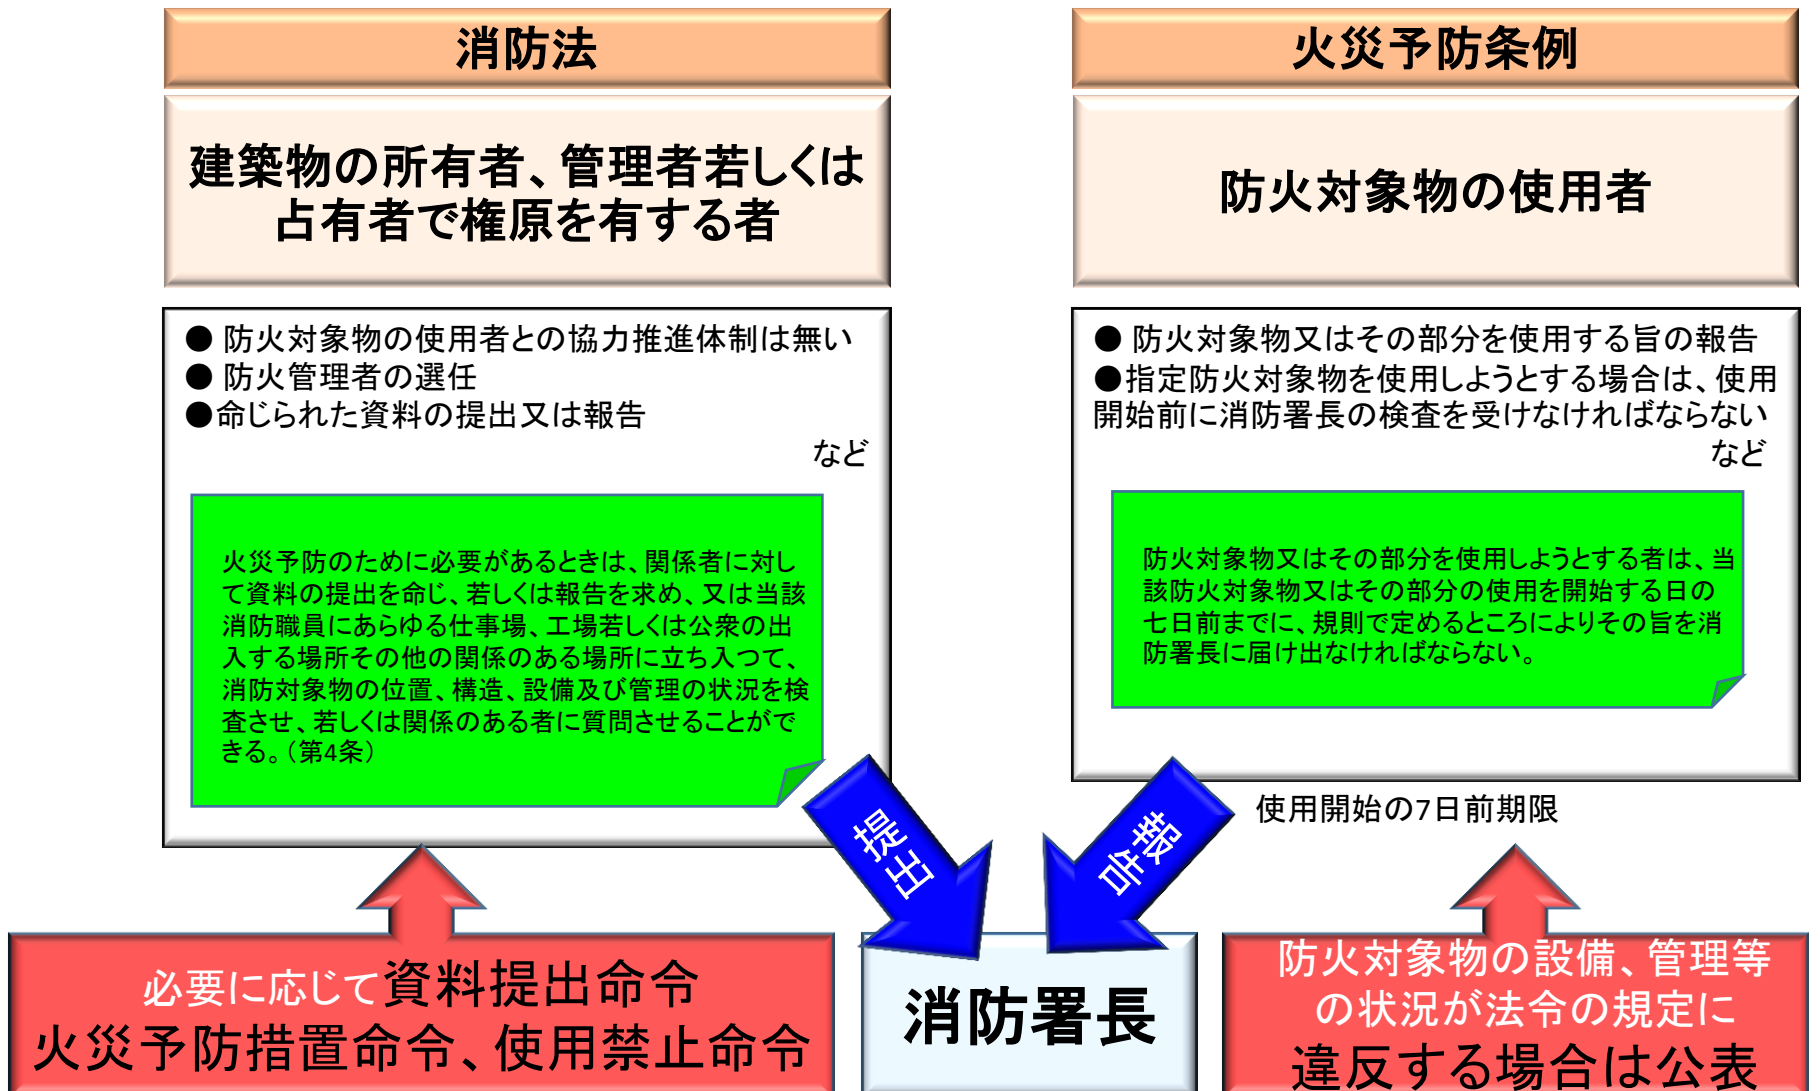 消防法
建築物の所有者、管理者若しくは
占有者で権原を有する者
● 防火対象物の使用者との協力推進体制は無い
● 防火管理者の選任
●命じられた資料の提出又は報告
など
火災予防のために必要があるときは、関係者に対し
て資料の提出を命じ、若しくは報告を求め、又は当該
消防職員にあらゆる仕事場、工場若しくは公衆の出
入する場所その他の関係のある場所に立ち入つて、
消防対象物の位置、構造、設備及び管理の状況を検
査させ、若しくは関係のある者に質問させることがで
きる。（第4条）
提出
必要に応じて資料提出命令
火災予防措置命令、使用禁止命令
火災予防条例
防火対象物の使用者
● 防火対象物又はその部分を使用する旨の報告
●指定防火対象物を使用しようとする場合は、使用
開始前に消防署長の検査を受けなければならない
など
防火対象物又はその部分を使用しようとする者は、当
該防火対象物又はその部分の使用を開始する日の
七日前までに、規則で定めるところによりその旨を消
防署長に届け出なければならない。
使用開始の7日前期限
報告
消防署長
防火対象物の設備、管理等
の状況が法令の規定に
違反する場合は公表